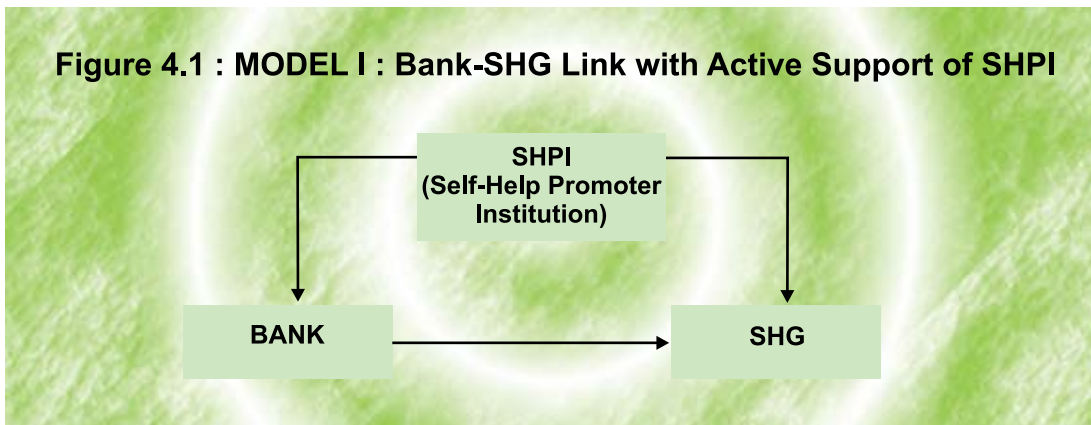 Figure 4.1 : MODEL I : Bank-SHG Link with Active Support of SHPI
SHPI
(Self-Help Promoter
Institution)
BANK
SHG